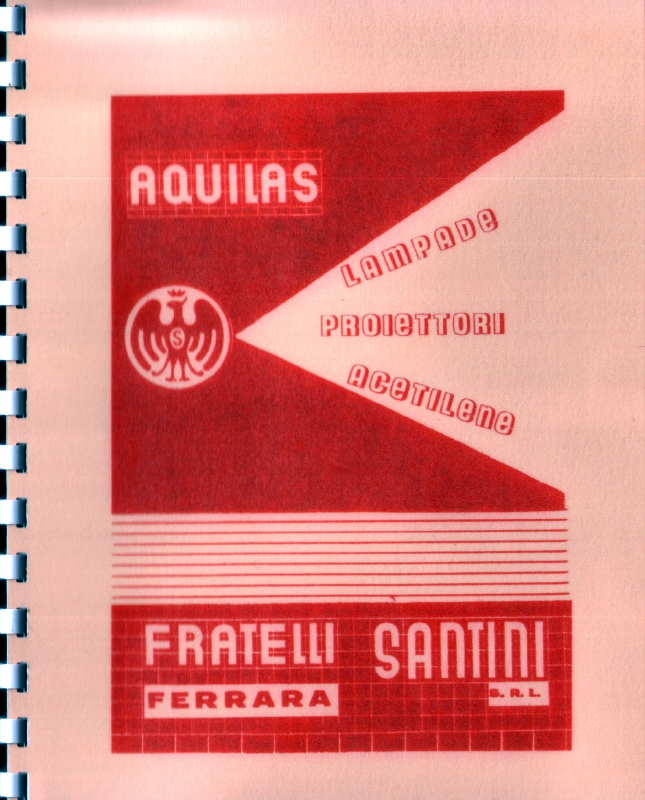 AQUILAS
LAMPADE
PROIETTORI
ACETILENE
S
FRATELLI SANTINI
FERRARA S. R. L.